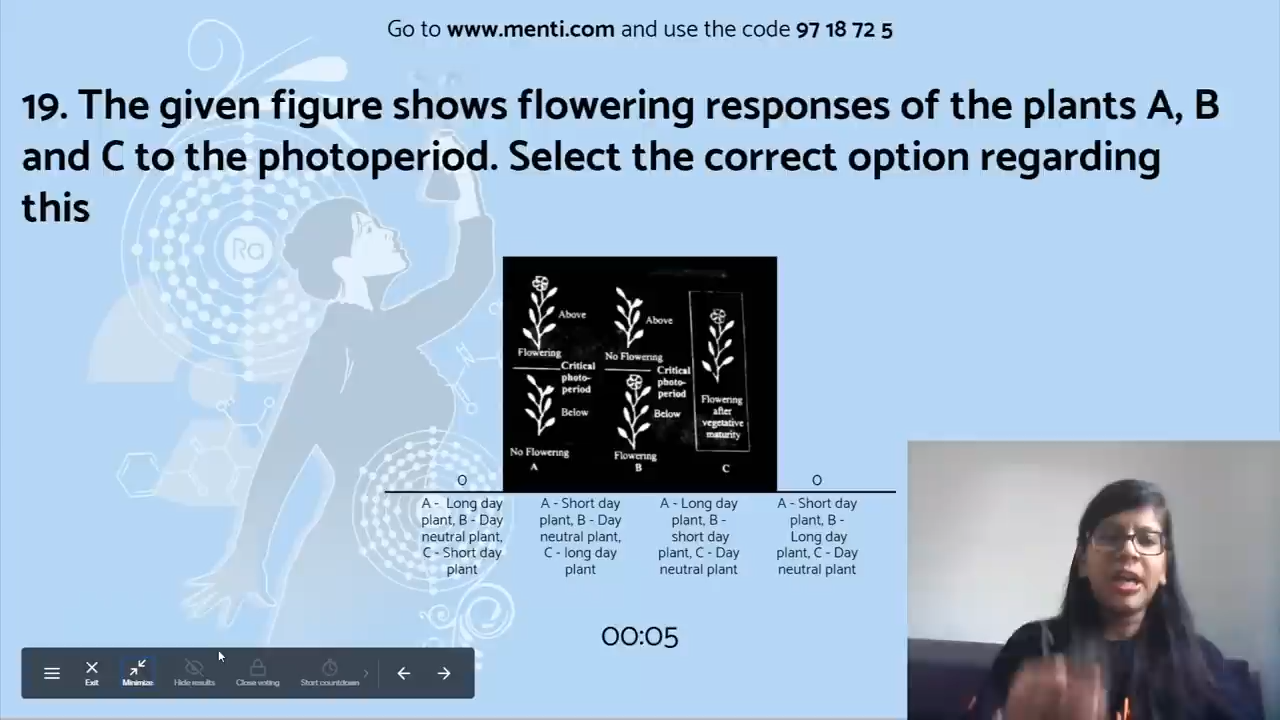 Go to www.menti.com and use the code 97 18 72 5
19. The given figure shows flowering responses of the plants A, B
and C to the photoperiod. Select the correct option regarding
this
Ra
Above
Flowering
Critical
photo-
period
Below
No Flowering
A
Above
No Flowering
Critical
photo-
period
Below
Flowering
B
Flowering
after
vegetative
maturity
C
0
0
A - Long day
plant, B - Day
neutral plant,
C - Short day
plant
A - Short day
plant, B - Day
neutral plant,
C - long day
plant
A - Long day
plant, B -
short day
plant, C - Day
neutral plant
A - Short day
plant, B -
Long day
plant, C - Day
neutral plant
00:05
Exit
Minimize
Hide results
Close voting
Start countdown